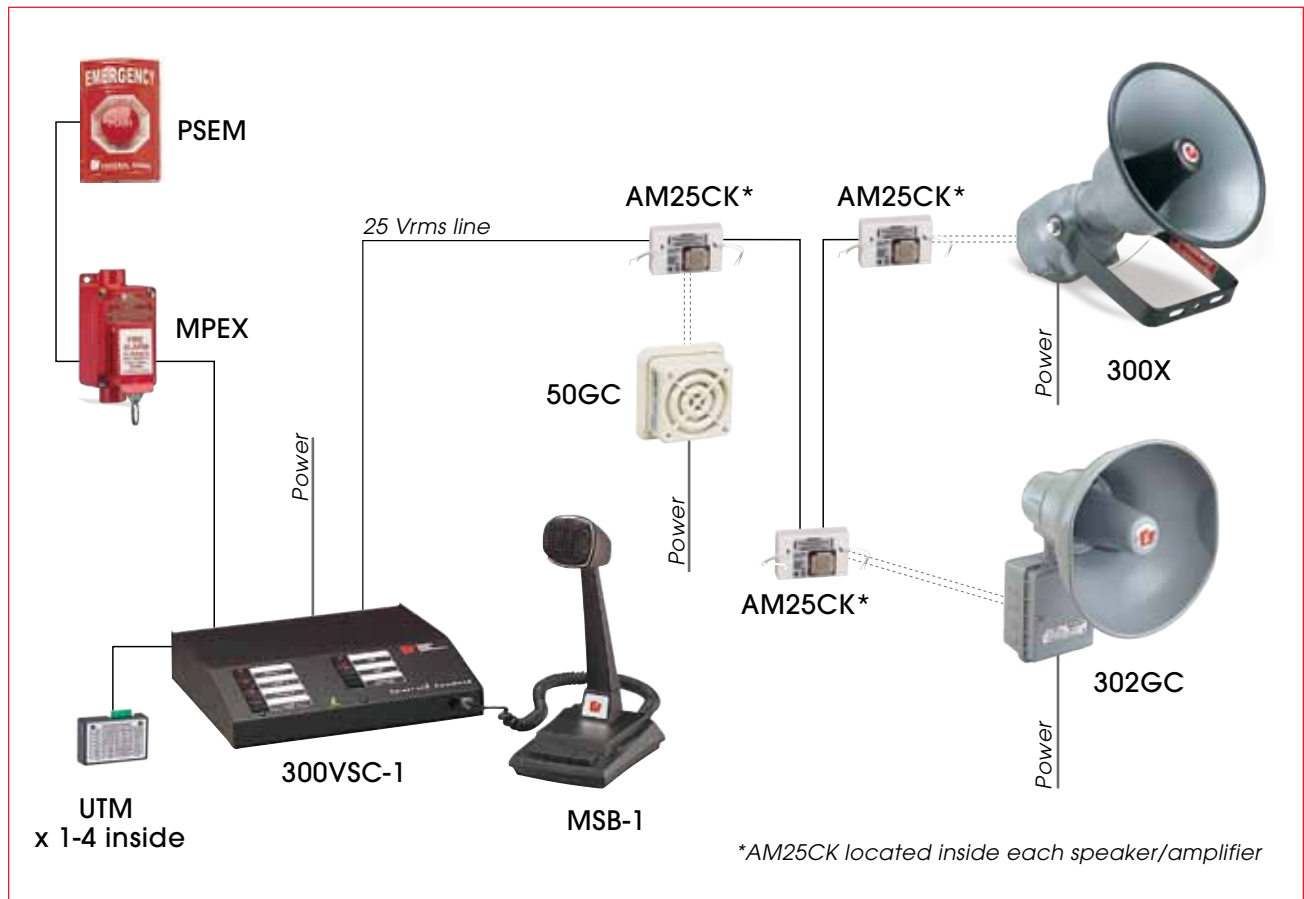 EMERGENCY
PSEM
MPEX
AM25CK*
AM25CK*
25 Vrms line
50GC
Power
300X
Power
Power
AM25CK*
302GC
Power
300VSC-1
MSB-1
UTM
x 1-4 inside
*AM25CK located inside each speaker/amplifier